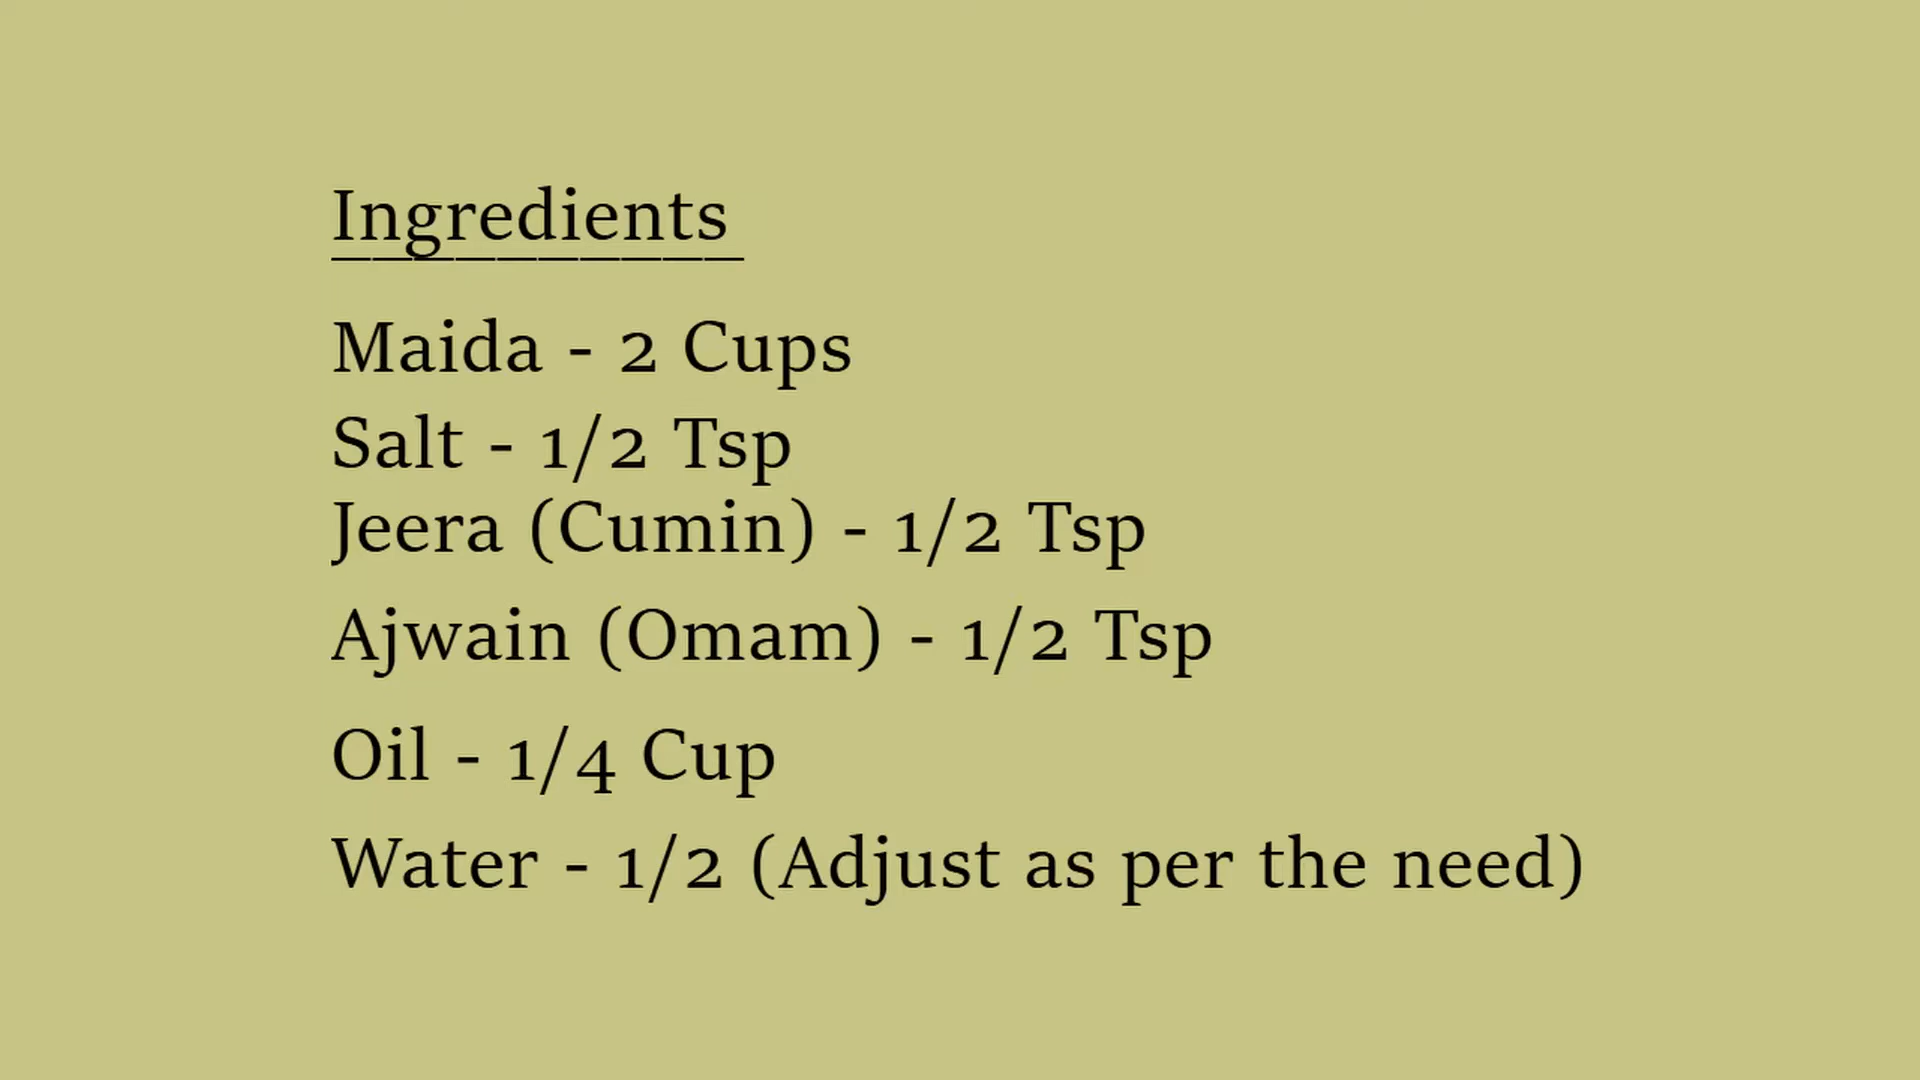 Ingredients
Maida - 2 Cups
Salt - 1/2 Tsp
Jeera (Cumin) - 1/2 Tsp
Ajwain (Omam) - 1/2 Tsp
Oil - 1/4 Cup
Water - 1/2 (Adjust as per the need)